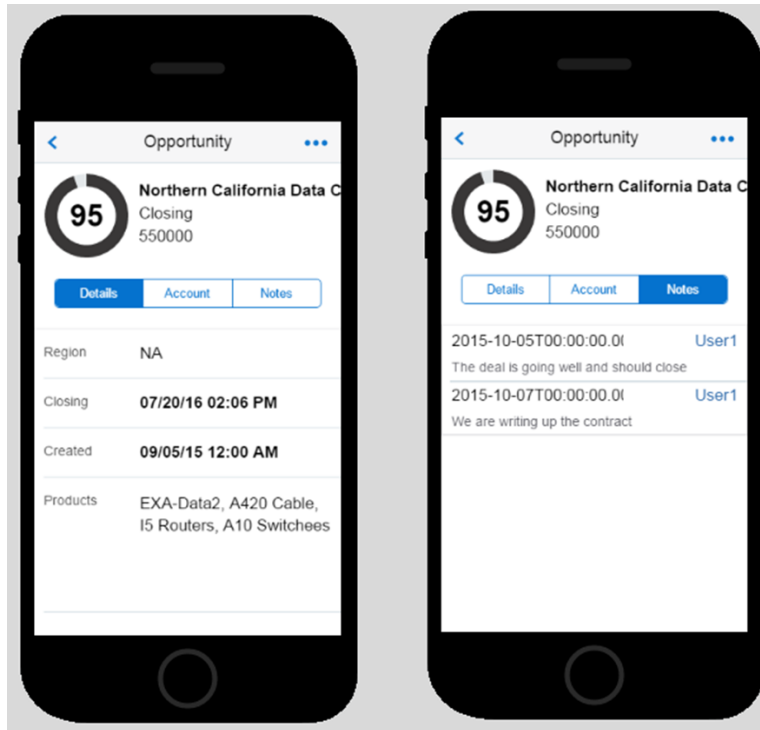 Opportunity
•••
95
Northern California Data C
Closing
550000
Details Account Notes
Region NA
Closing 07/20/16 02:06 PM
Created 09/05/15 12:00 AM
Products EXA-Data2, A420 Cable,
I5 Routers, A10 Switchees
Opportunity
•••
95
Northern California Data C
Closing
550000
Details Account Notes
2015-10-05T00:00:00.00 User1
The deal is going well and should close
2015-10-07T00:00:00.00 User1
We are writing up the contract